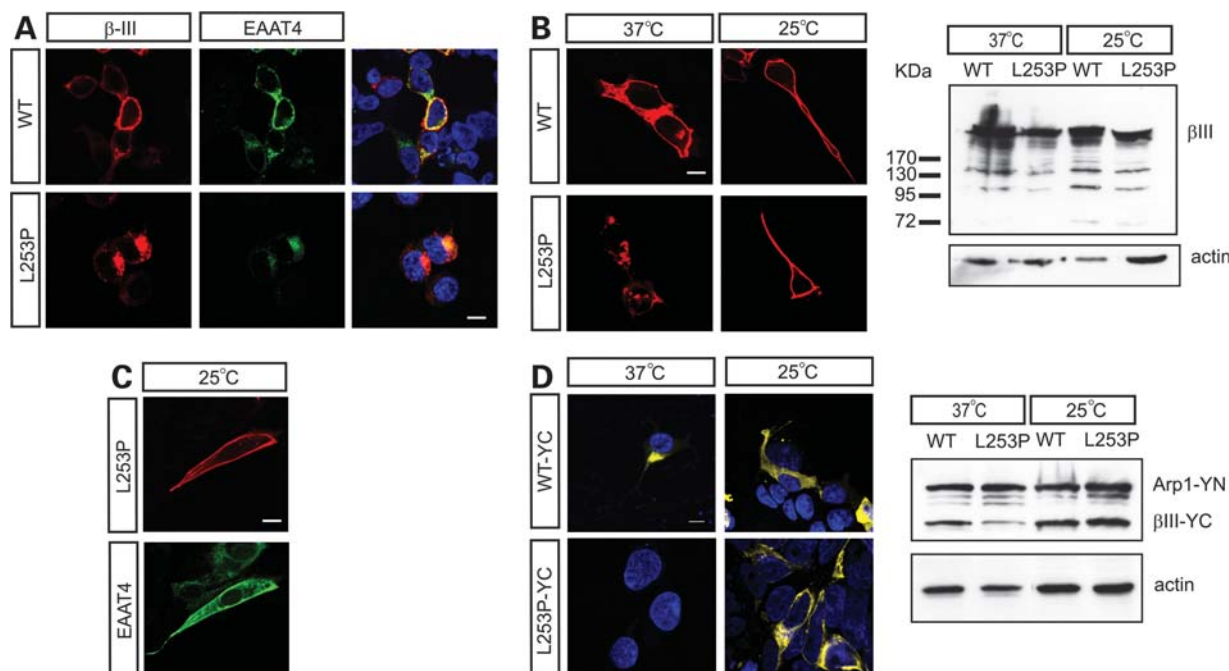 A
β-III
EAAT4
WT
L253P
B
37°C
25°C
WT
L253P
37°C
25°C
KDa
WT
L253P
WT
L253P
170
130
95
72
βIII
actin
C
25°C
L253P
EAAT4
D
37°C
25°C
WT-YC
L253P-YC
37°C
25°C
WT
L253P
WT
L253P
Arp1-YN
βIII-YC
actin